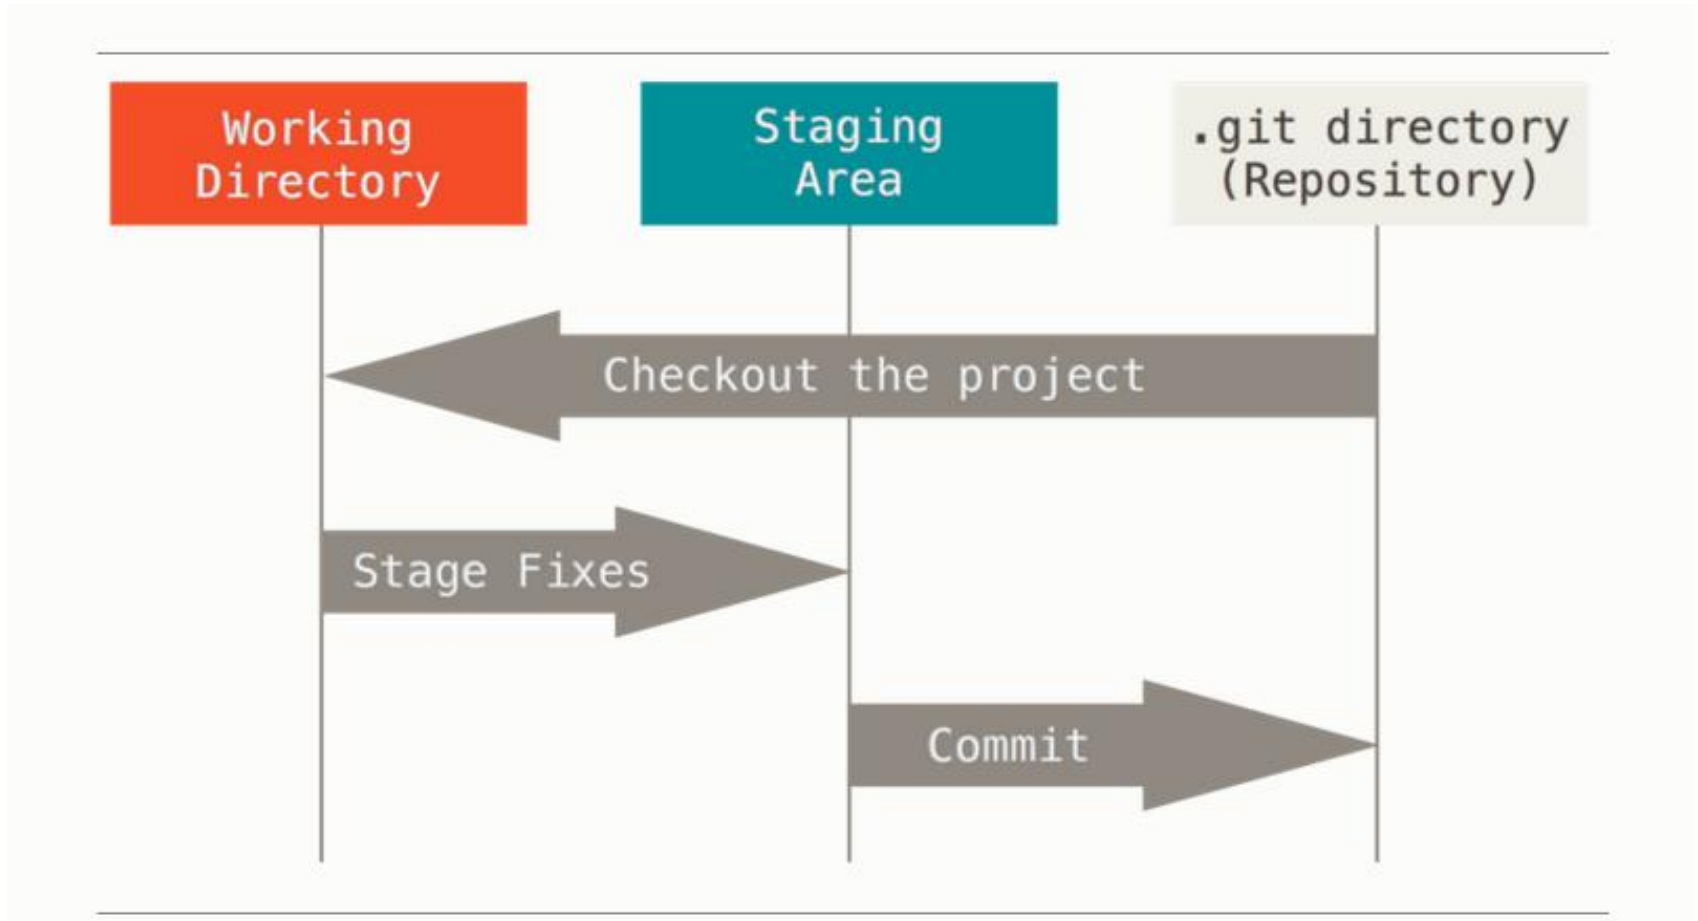 Working
Directory
Staging
Area
.git directory
(Repository)
Checkout the project
Stage Fixes
Commit